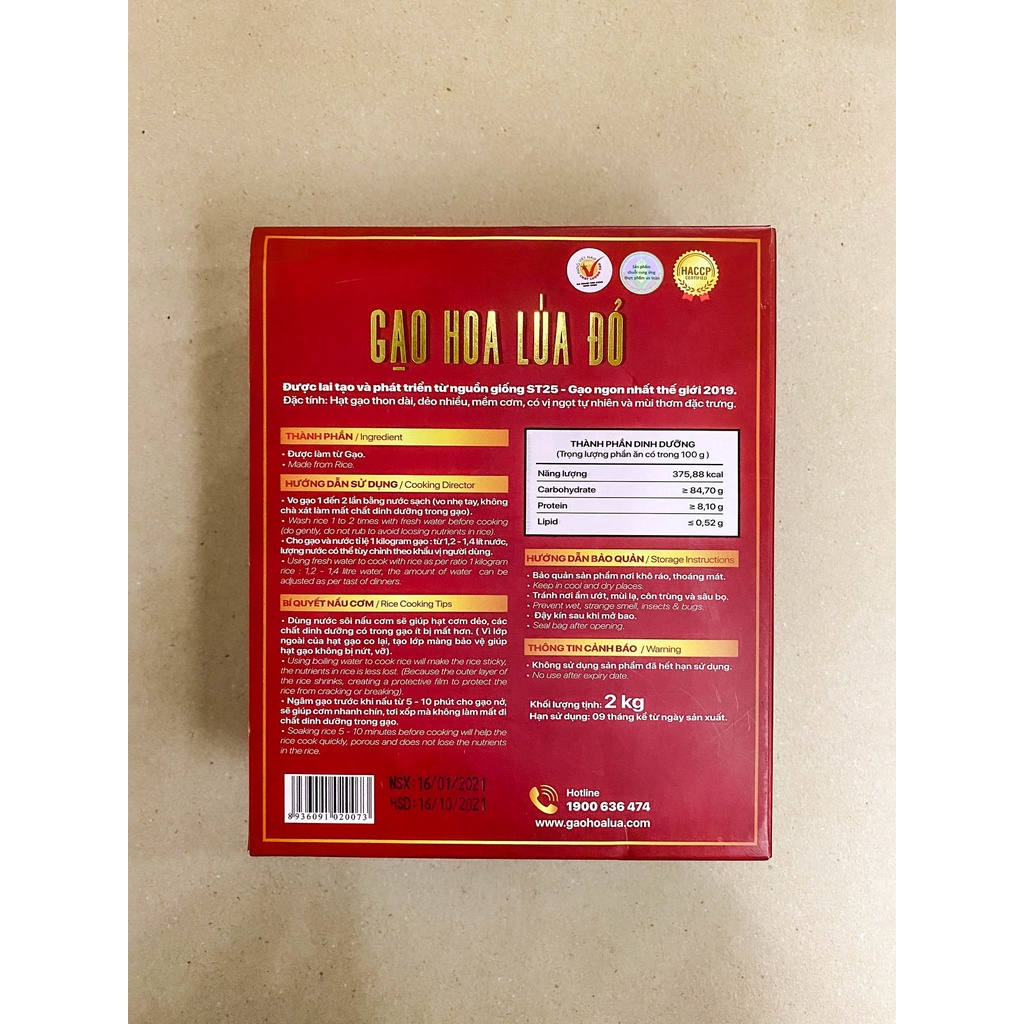 HÀNG VIỆT NAM
Sản phẩm
chuỗi cung ứng
thực phẩm an toàn
HACCP
CERTIFIED
GẠO HOA LÚA ĐỎ
Được lai tạo và phát triển từ nguồn giống ST25 - Gạo ngon nhất thế giới 2019.
Đặc tính: Hạt gạo thon dài, dẻo nhiều, mềm cơm, có vị ngọt tự nhiên và mùi thơm đặc trưng.
THÀNH PHẦN / Ingredient
• Được làm từ Gạo.
• Made from Rice.
HƯỚNG DẪN SỬ DỤNG / Cooking Director
• Vo gạo 1 đến 2 lần bằng nước sạch (vo nhẹ tay, không
chà xát làm mất chất dinh dưỡng trong gạo).
• Wash rice 1 to 2 times with fresh water before cooking
(do gently, do not rub to avoid loosing nutrients in rice).
• Cho gạo và nước tỉ lệ 1 kilogram gạo : từ 1,2 - 1,4 lít nước,
lượng nước có thể tùy chỉnh theo khẩu vị người dùng.
• Using fresh water to cook with rice as per ratio 1 kilogram
rice : 1,2 - 1,4 litre water, the amount of water can be
adjusted as per tast of dinners.
BÍ QUYẾT NẤU CƠM / Rice Cooking Tips
• Dùng nước sôi nấu cơm sẽ giúp hạt cơm dẻo, các
chất dinh dưỡng có trong gạo ít bị mất hơn. ( Vì lớp
ngoài của hạt gạo co lại, tạo lớp màng bảo vệ giúp
hạt gạo không bị nứt, vỡ).
• Using boiling water to cook rice will make the rice sticky,
the nutrients in rice is less lost. (Because the outer layer of
the rice shrinks, creating a protective film to protect the
rice from cracking or breaking).
• Ngâm gạo trước khi nấu từ 5 - 10 phút cho gạo nở,
sẽ giúp cơm nhanh chín, tơi xốp mà không làm mất đi
chất dinh dưỡng trong gạo.
• Soaking rice 5 - 10 minutes before cooking will help the
rice cook quickly, porous and does not lose the nutrients
in the rice.
8936091020073
NSX:16/01/2021
HSD:16/10/2021
THÀNH PHẦN DINH DƯỠNG
(Trọng lượng phần ăn có trong 100g )
Năng lượng 375,88 kcal
Carbohydrate ≥ 84,70 g
Protein ≥ 8,10 g
Lipid ≤ 0,52 g
HƯỚNG DẪN BẢO QUẢN / Storage Instructions
• Bảo quản sản phẩm nơi khô ráo, thoáng mát.
• Keep in cool and dry places.
• Tránh nơi ẩm ướt, mùi lạ, côn trùng và sâu bọ.
• Prevent wet, strange smell, insects & bugs.
• Đậy kín sau khi mở bao.
• Seal bag after opening.
THÔNG TIN CẢNH BÁO / Warning
• Không sử dụng sản phẩm đã hết hạn sử dụng.
• No use after expiry date.
Khối lượng tịnh: 2 kg
Hạn sử dụng: 09 tháng kể từ ngày sản xuất.
Hotline
1900 636 474
www.gaohoalua.com